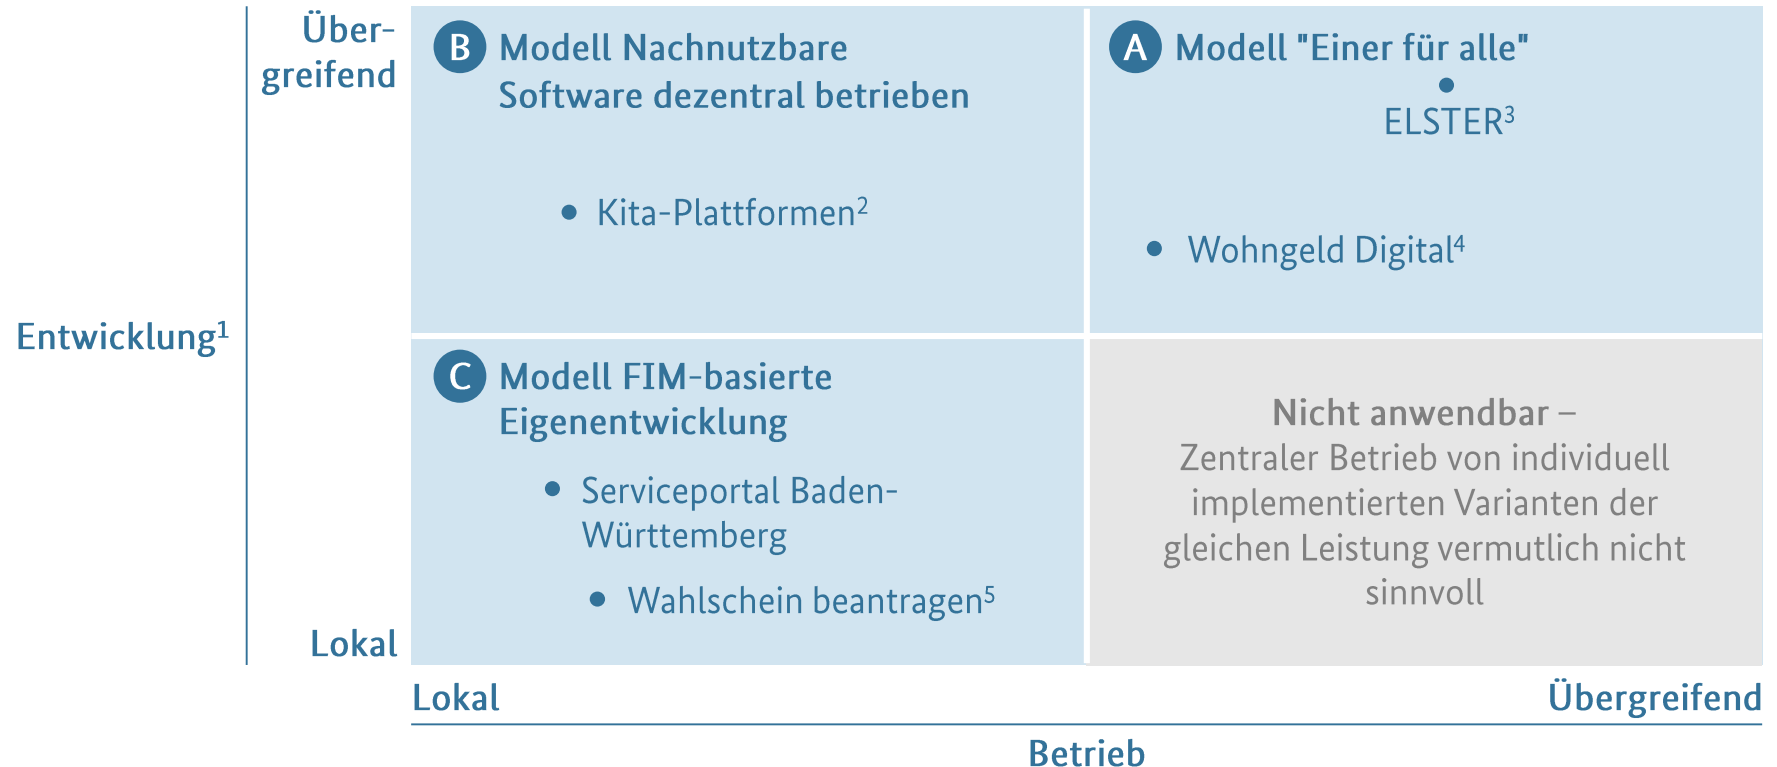 Über-
greifend
B Modell Nachnutzbare
Software dezentral betrieben
Kita-Plattformen²
A Modell "Einer für alle"
ELSTER³
Wohngeld Digital⁴
Entwicklung¹
C Modell FIM-basierte
Eigenentwicklung
Serviceportal Baden-
Württemberg
Wahlschein beantragen⁵
Nicht anwendbar –
Zentraler Betrieb von individuell
implementierten Varianten der
gleichen Leistung vermutlich nicht
sinnvoll
Lokal
Lokal
Übergreifend
Betrieb